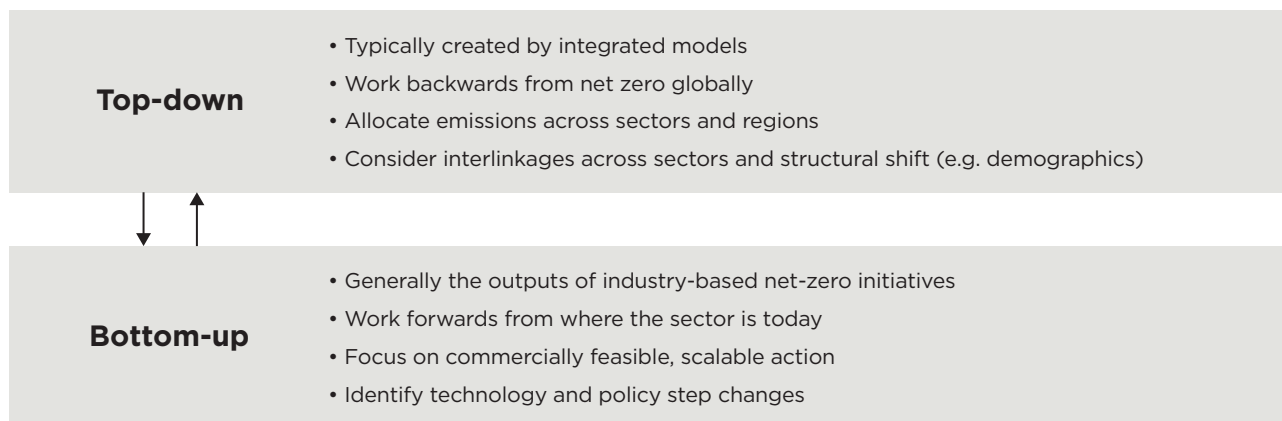 Top-down
• Typically created by integrated models
• Work backwards from net zero globally
• Allocate emissions across sectors and regions
• Consider interlinkages across sectors and structural shift (e.g. demographics)
Bottom-up
• Generally the outputs of industry-based net-zero initiatives
• Work forwards from where the sector is today
• Focus on commercially feasible, scalable action
• Identify technology and policy step changes